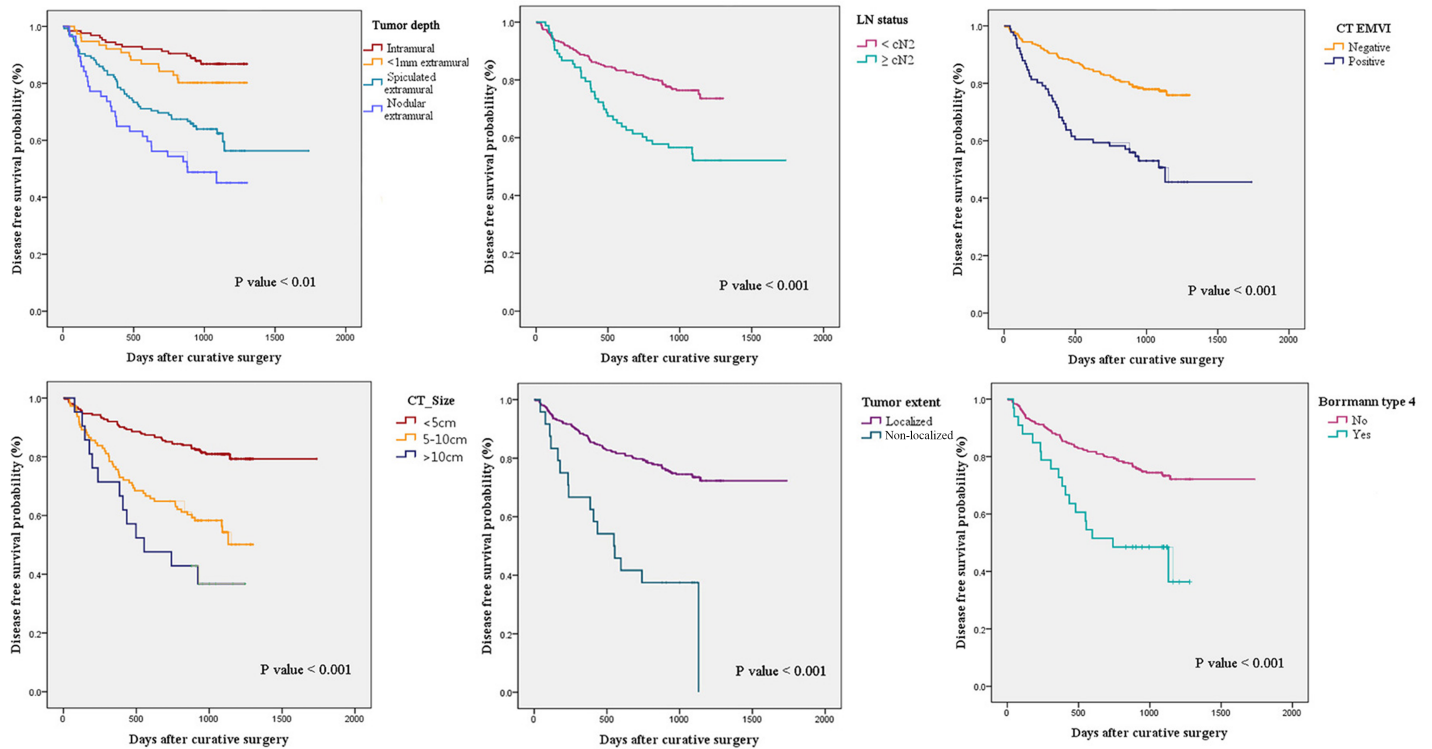 Tumor depth
Intramural
<1mm extramural
Spiculated
extramural
Nodular
extramural
1.0
0.8
0.6
0.4
0.2
0.0
Disease free survival probability (%)
P value < 0.01
0 500 1000 1500 2000
Days after curative surgery
LN status
< cN2
≥ cN2
1.0
0.8
0.6
0.4
0.2
0.0
Disease free survival probability (%)
P value < 0.001
0 500 1000 1500 2000
Days after curative surgery
CT EMVI
Negative
Positive
1.0
0.8
0.6
0.4
0.2
0.0
Disease free survival probability (%)
P value < 0.001
0 500 1000 1500 2000
Days after curative surgery
CT_Size
<5cm
5-10cm
>10cm
1.0
0.8
0.6
0.4
0.2
0.0
Disease free survival probability (%)
P value < 0.001
0 500 1000 1500 2000
Days after curative surgery
Tumor extent
Localized
Non-localized
1.0
0.8
0.6
0.4
0.2
0.0
Disease free survival probability (%)
P value < 0.001
0 500 1000 1500 2000
Days after curative surgery
Borrmann type 4
No
Yes
1.0
0.8
0.6
0.4
0.2
0.0
Disease free survival probability (%)
P value < 0.001
0 500 1000 1500 2000
Days after curative surgery